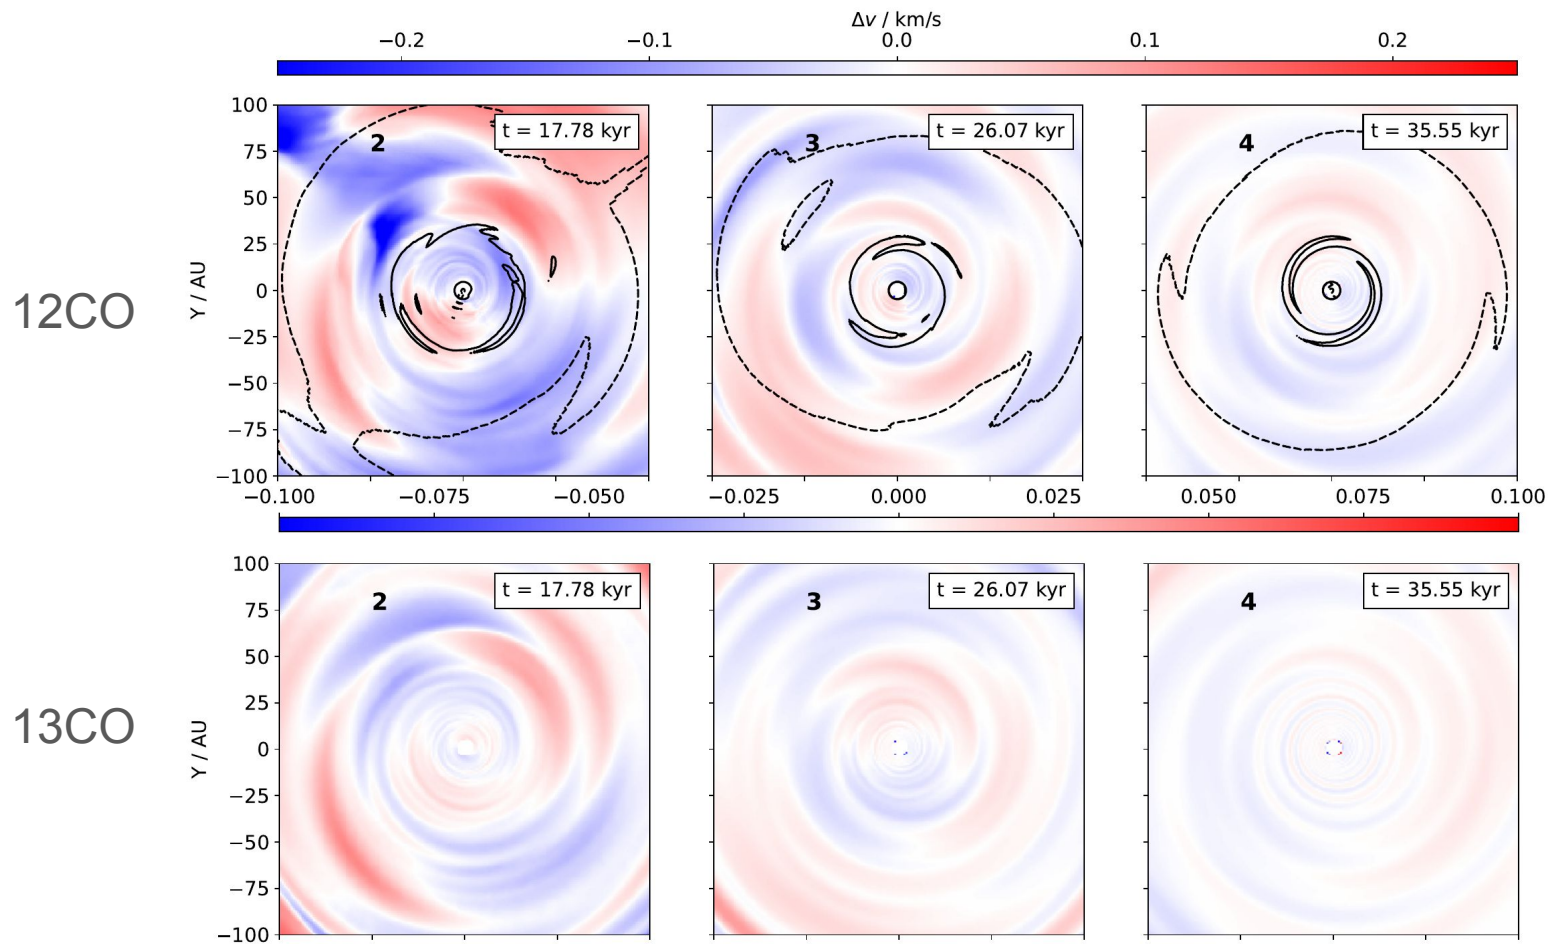 Δv / km/s
−0.2 −0.1 0.0 0.1 0.2
100
75
50
25
0
−25
−50
−75
−100
Y / AU
12CO
2 t = 17.78 kyr
3 t = 26.07 kyr
4 t = 35.55 kyr
−0.100 −0.075 −0.050 −0.025 0.000 0.025 0.050 0.075 0.100
100
75
50
25
0
−25
−50
−75
−100
Y / AU
13CO
2 t = 17.78 kyr
3 t = 26.07 kyr
4 t = 35.55 kyr